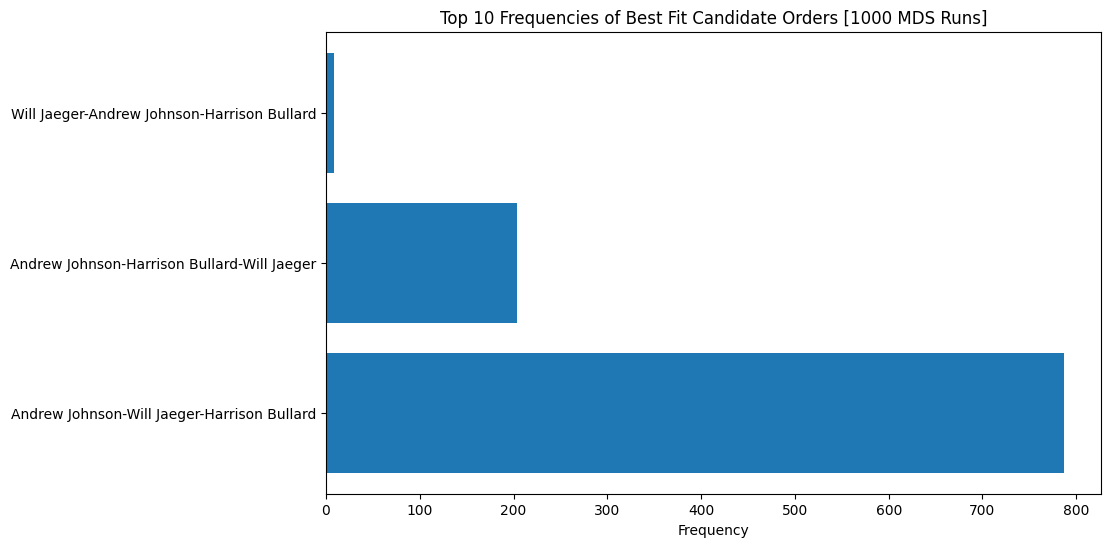 Top 10 Frequencies of Best Fit Candidate Orders [1000 MDS Runs]
Will Jaeger-Andrew Johnson-Harrison Bullard
Andrew Johnson-Harrison Bullard-Will Jaeger
Andrew Johnson-Will Jaeger-Harrison Bullard
0 100 200 300 400 500 600 700 800
Frequency